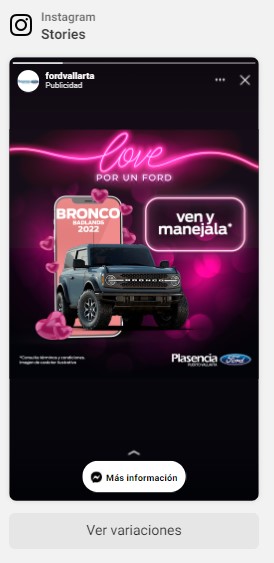 Instagram
Stories
fordvallarta
Publicidad
love
POR UN FORD
BRONCO
BADLANDS
2022
ven y
manejála*
*Consulta términos y condiciones.
Imagen de carácter ilustrativo
Plasencia
PUERTO VALLARTA
Ford
Más información
Ver variaciones